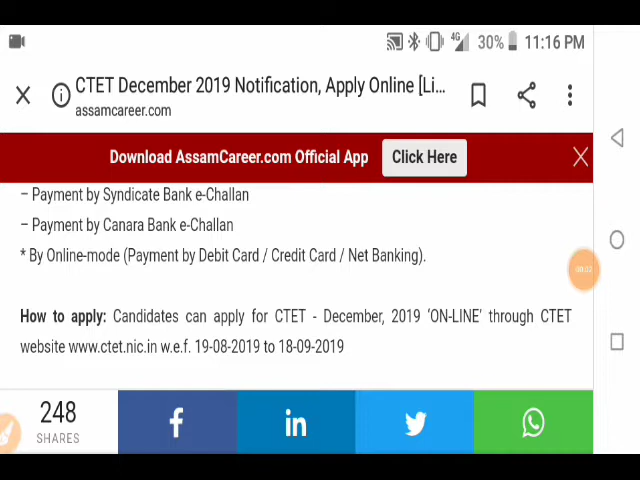 4G 30% 11:16 PM
CTET December 2019 Notification, Apply Online [Li...
assamcareer.com
Download AssamCareer.com Official App Click Here
– Payment by Syndicate Bank e-Challan
– Payment by Canara Bank e-Challan
* By Online-mode (Payment by Debit Card / Credit Card / Net Banking).
How to apply: Candidates can apply for CTET - December, 2019 'ON-LINE' through CTET
website www.ctet.nic.in w.e.f. 19-08-2019 to 18-09-2019
248
SHARES